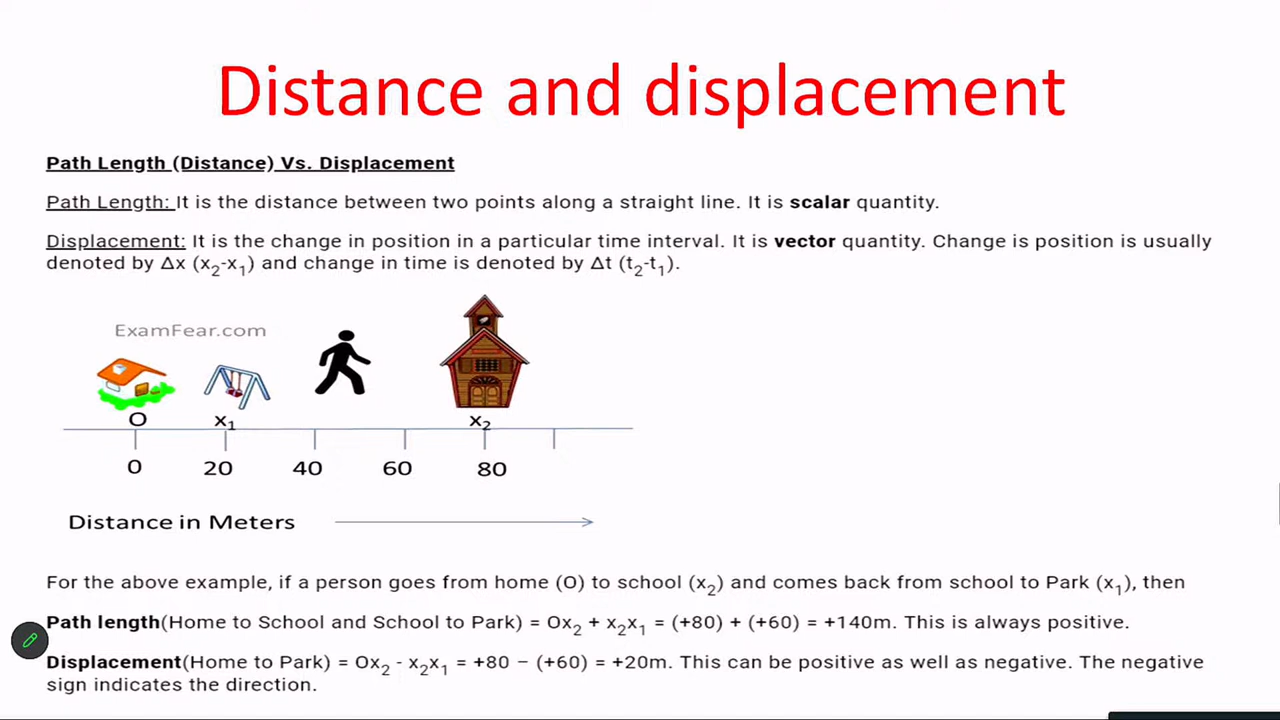 Distance and displacement
Path Length (Distance) Vs. Displacement
Path Length: It is the distance between two points along a straight line. It is scalar quantity.
Displacement: It is the change in position in a particular time interval. It is vector quantity. Change is position is usually
denoted by Δx (x₂-x₁) and change in time is denoted by Δt (t₂-t₁).
ExamFear.com
O x₁ x₂
0 20 40 60 80
Distance in Meters
For the above example, if a person goes from home (O) to school (x₂) and comes back from school to Park (x₁), then
Path length(Home to School and School to Park) = Ox₂ + x₂x₁ = (+80) + (+60) = +140m. This is always positive.
Displacement(Home to Park) = Ox₂ - x₂x₁ = +80 – (+60) = +20m. This can be positive as well as negative. The negative
sign indicates the direction.